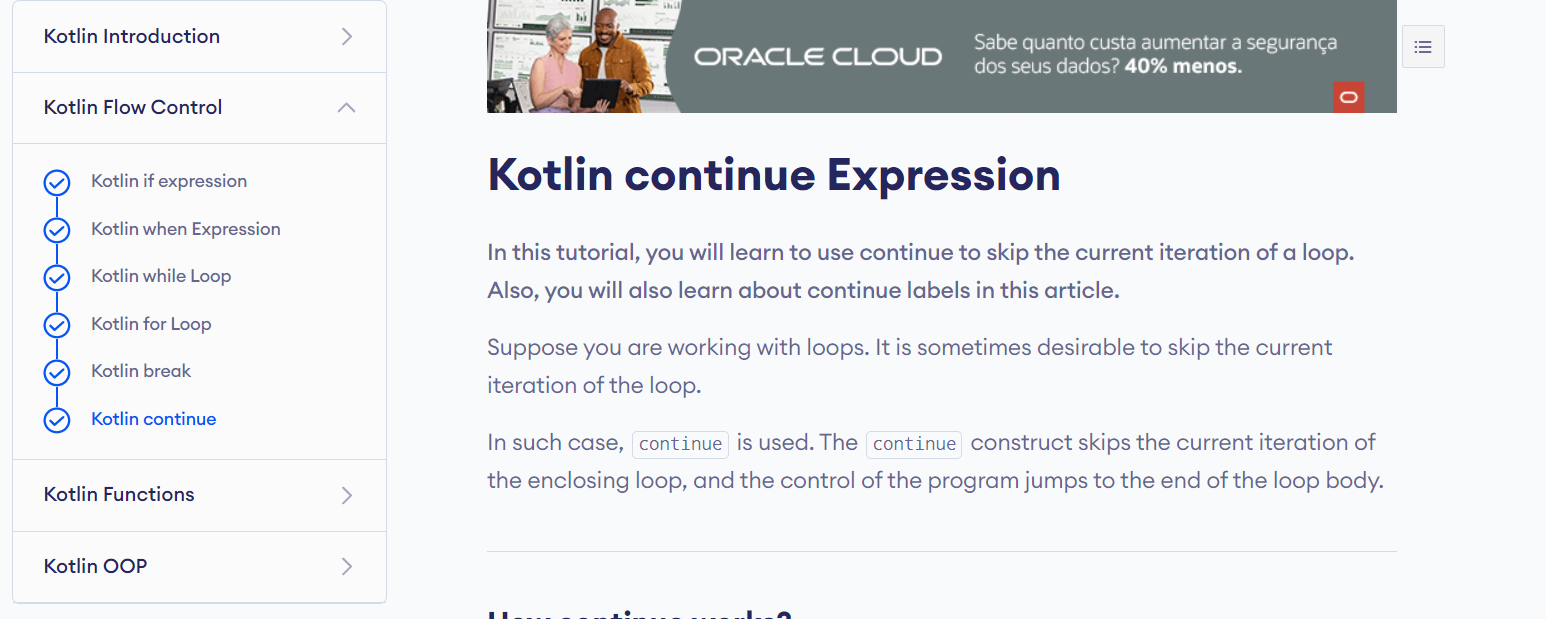 Kotlin Introduction
Kotlin Flow Control
Kotlin if expression
Kotlin when Expression
Kotlin while Loop
Kotlin for Loop
Kotlin break
Kotlin continue
Kotlin Functions
Kotlin OOP
ORACLE CLOUD
Sabe quanto custa aumentar a segurança
dos seus dados? 40% menos.
Kotlin continue Expression
In this tutorial, you will learn to use continue to skip the current iteration of a loop.
Also, you will also learn about continue labels in this article.
Suppose you are working with loops. It is sometimes desirable to skip the current
iteration of the loop.
In such case, continue is used. The continue construct skips the current iteration of
the enclosing loop, and the control of the program jumps to the end of the loop body.
How continue works?